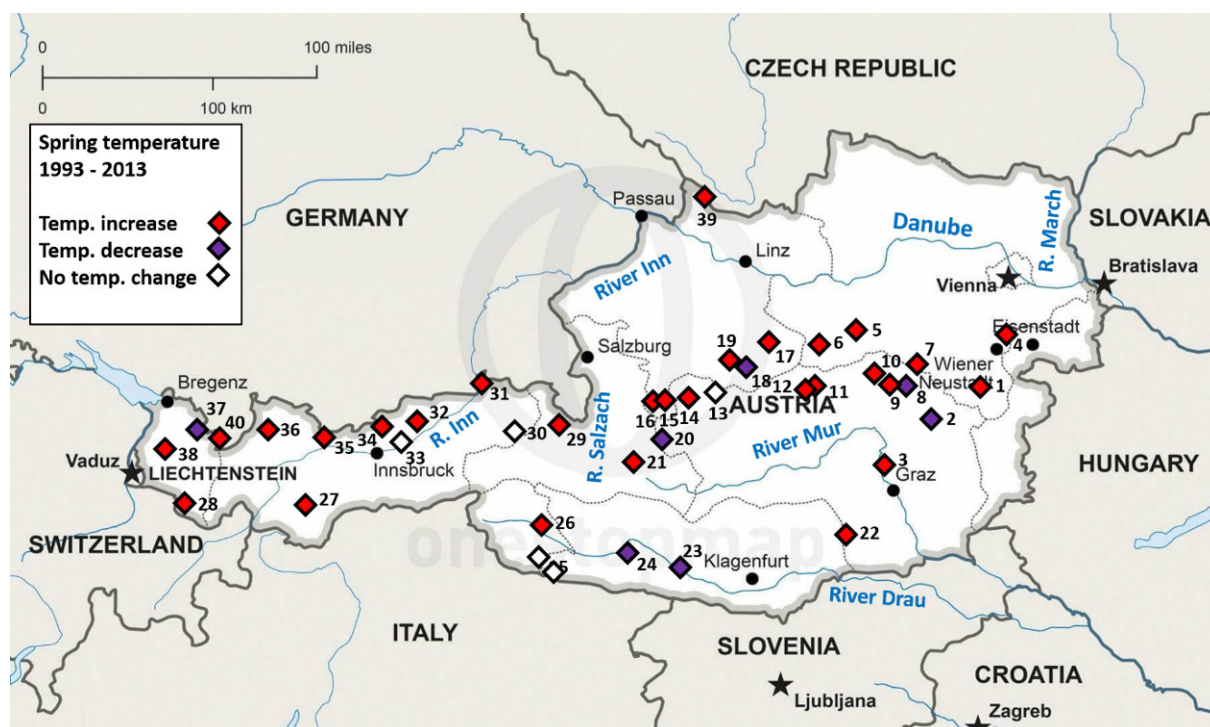 0 100 miles
0 100 km
CZECH REPUBLIC
Spring temperature
1993 - 2013
Temp. increase
Temp. decrease
No temp. change
GERMANY
Passau
39
SLOVAKIA
Danube
R. March
Linz
River Inn
Vienna
Bratislava
Salzburg
19
17
6
5
Eisenstadt
4
18
10
7
Wiener
Neustadt
31
12
11
9
8
1
13
AUSTRIA
2
16
15
14
Bregenz
37
40
36
34
32
R. Inn
30
29
R. Salzach
20
River Mur
38
35
33
Innsbruck
21
3
Graz
HUNGARY
Vaduz
LIECHTENSTEIN
28
27
26
22
SWITZERLAND
onestopmap
5
24
23
Klagenfurt
River Drau
ITALY
SLOVENIA
CROATIA
Ljubljana
Zagreb